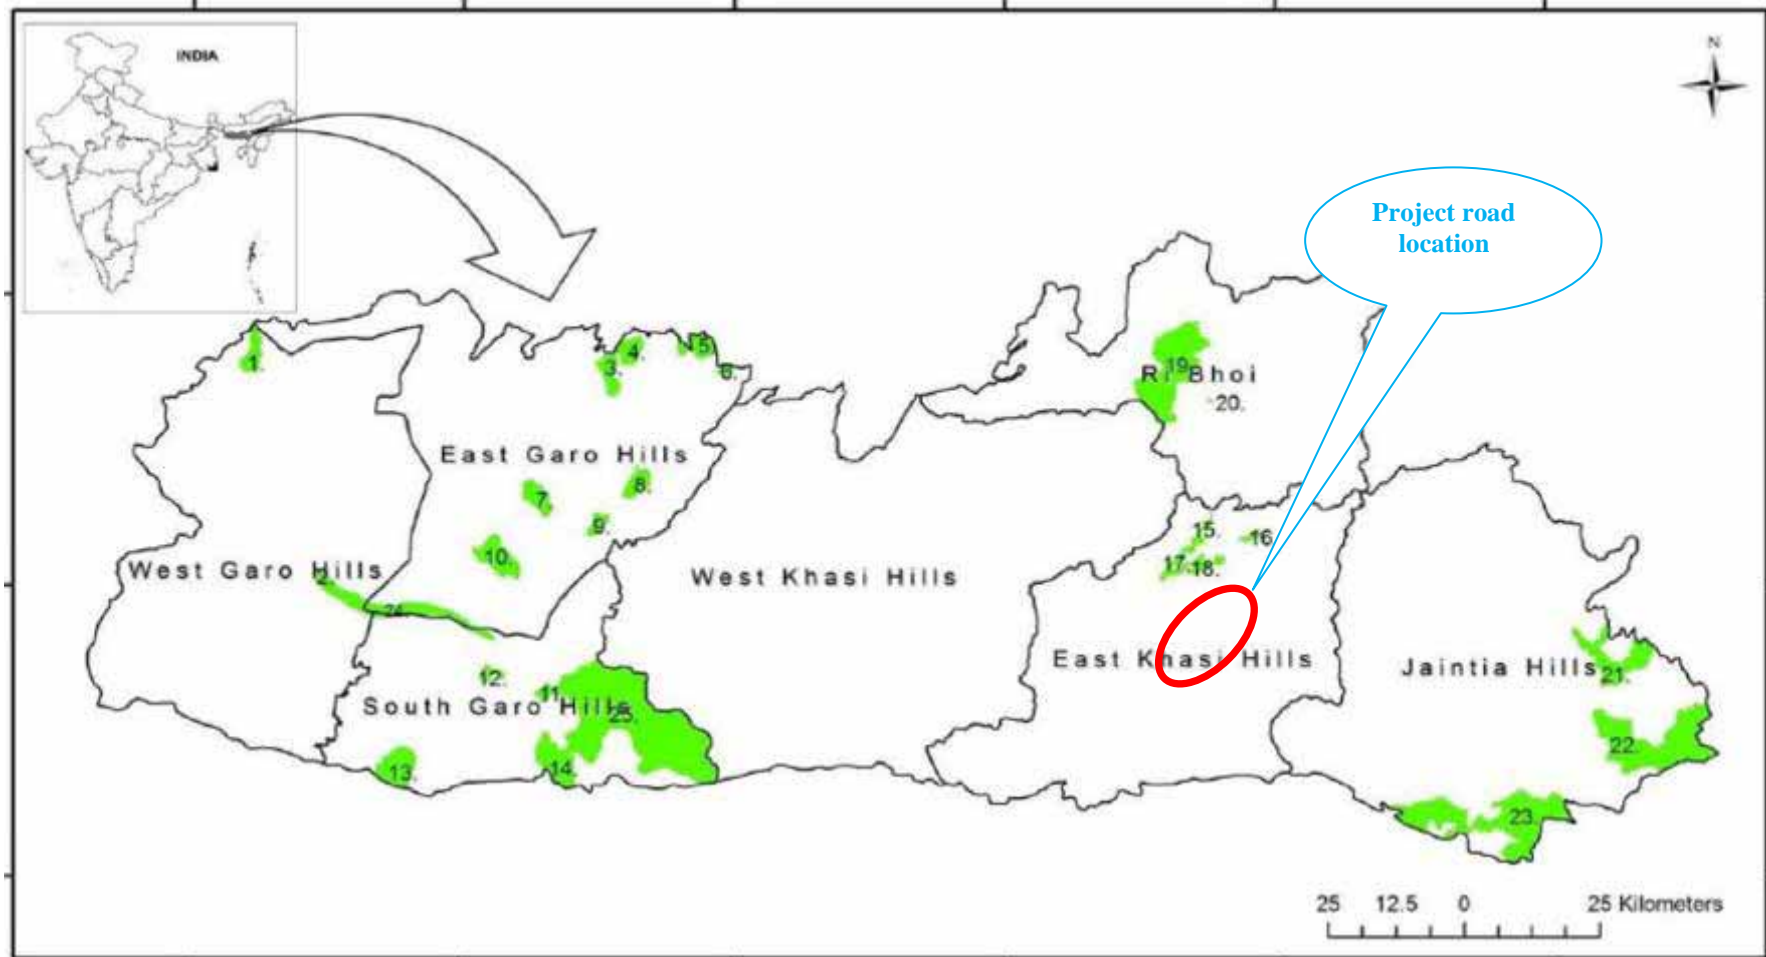 INDIA
N
Project road
location
1.
3.
4.
5.
6.
19.
Ri Bhoi
20.
East Garo Hills
7.
8.
9.
10.
15.
16.
17.
18.
West Garo Hills
2.
24.
West Khasi Hills
East Khasi Hills
Jaintia Hills
21.
12.
11.
South Garo Hills
25.
22.
13.
14.
23.
25 12.5 0 25 Kilometers